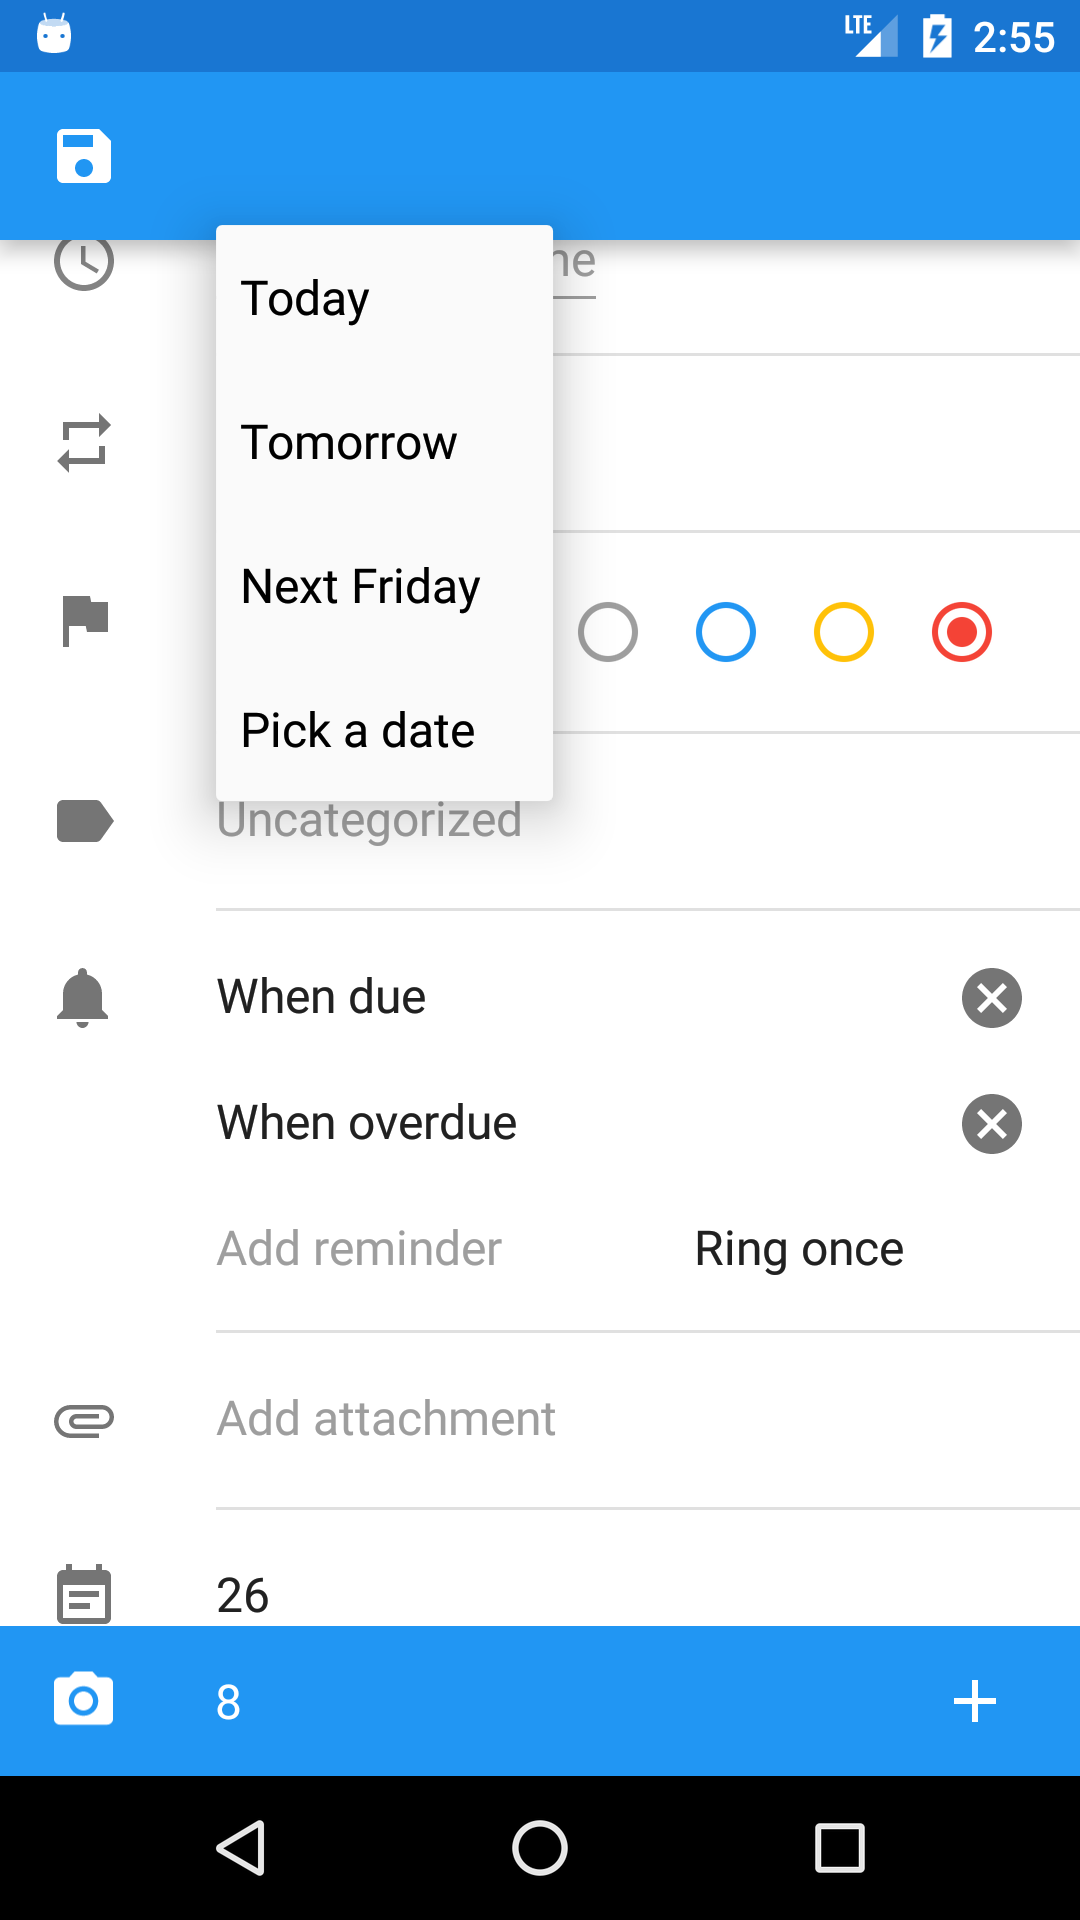 LTE 2:55
Today
Tomorrow
Next Friday
Pick a date
Uncategorized
When due
When overdue
Add reminder Ring once
Add attachment
26
8